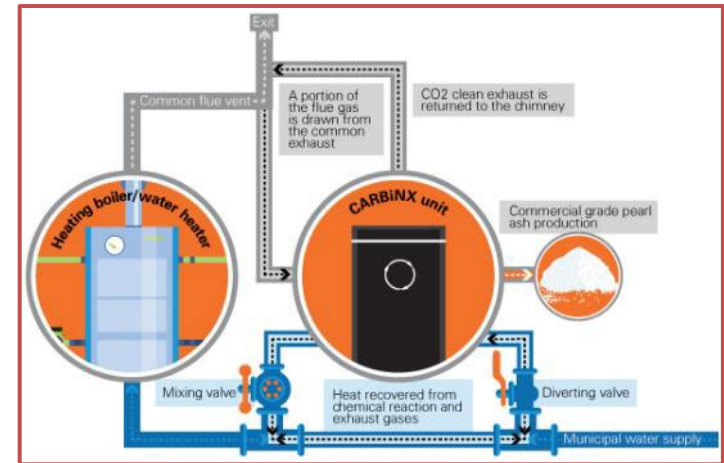 Exit
Common flue vent
A portion of
the flue gas
is drawn from
the common
exhaust
CO2 clean exhaust is
returned to the chimney
Heating boiler/water heater
CARBiNX unit
Commercial grade pearl
ash production
Mixing valve
Heat recovered from
chemical reaction and
exhaust gases
Diverting valve
Municipal water supply